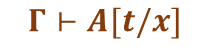 𝚪 ⊢ 𝑨[𝒕/𝒙]